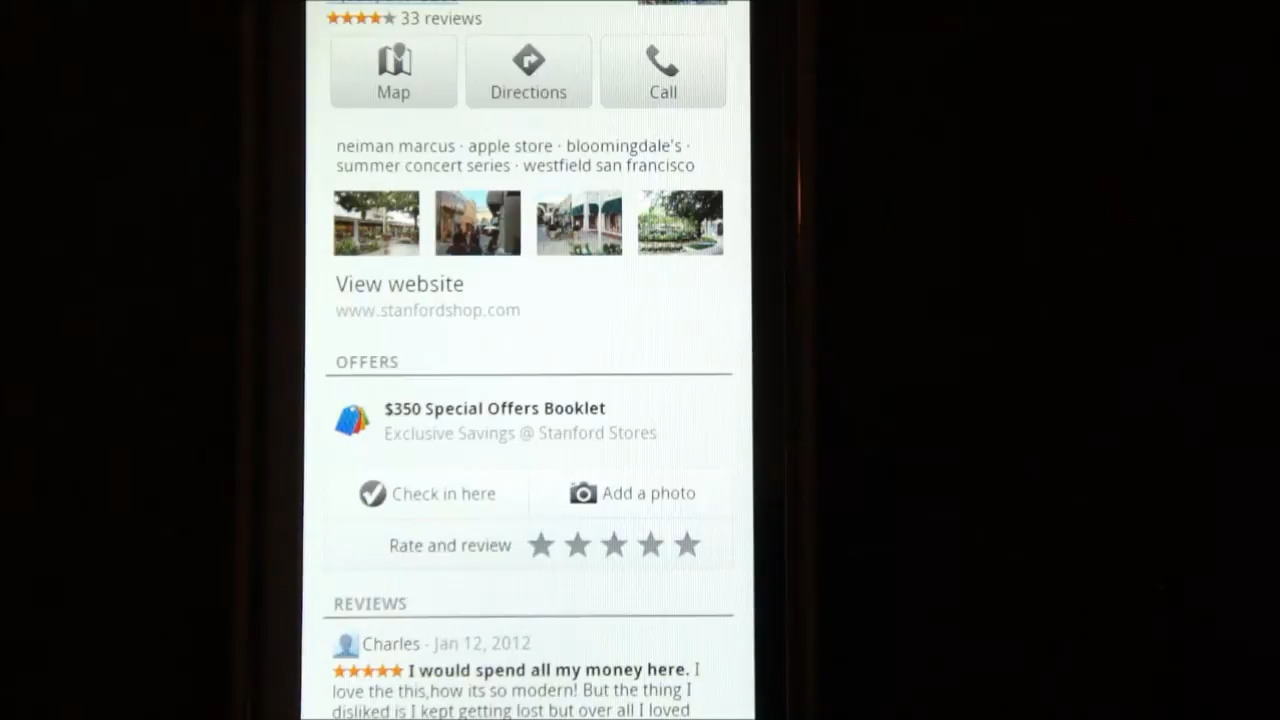 33 reviews
Map Directions Call
neiman marcus · apple store · bloomingdale's ·
summer concert series · westfield san francisco
View website
www.stanfordshop.com
OFFERS
$350 Special Offers Booklet
Exclusive Savings @ Stanford Stores
Check in here Add a photo
Rate and review
REVIEWS
Charles - Jan 12, 2012
I would spend all my money here. I
love the this,how its so modern! But the thing I
disliked is I kept getting lost but over all I loved